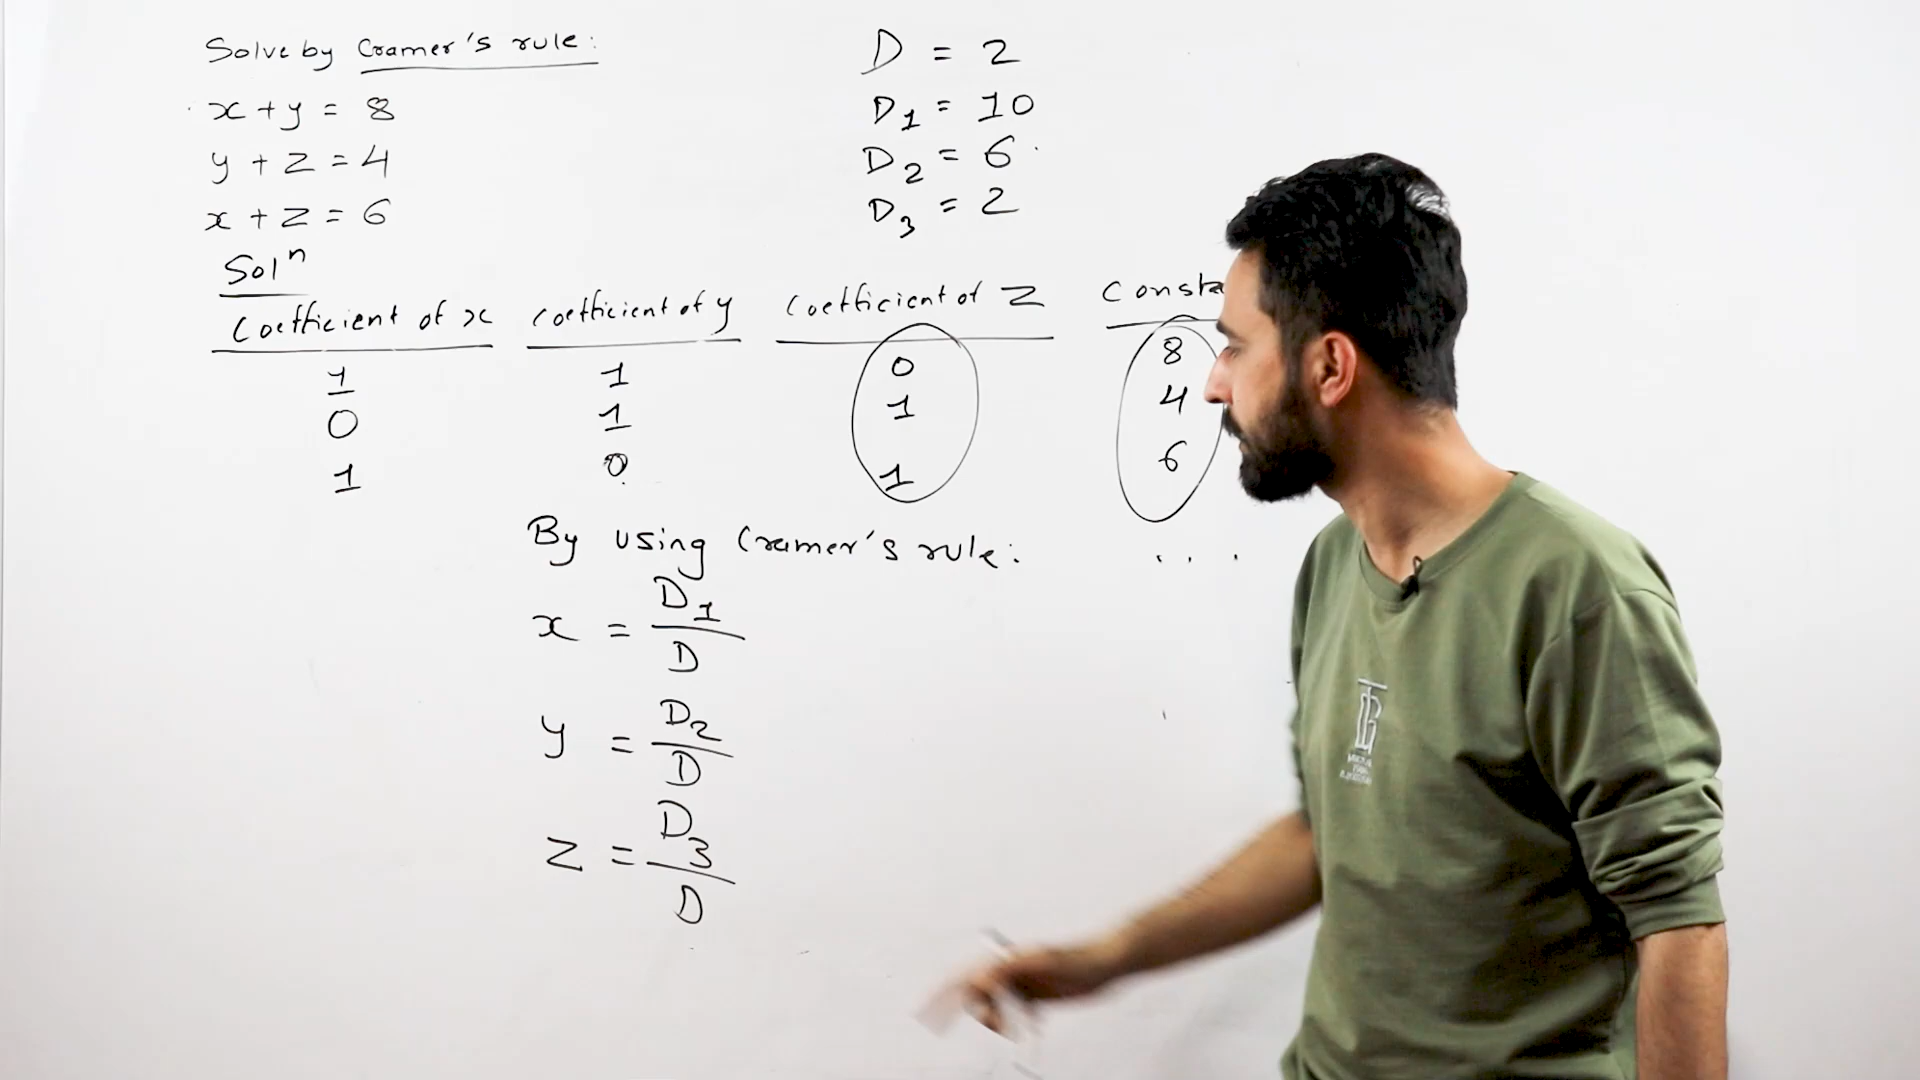 Solve by Cramer's rule:
x + y = 8
y + z = 4
x + z = 6
Solⁿ
D = 2
D₁ = 10
D₂ = 6
D₃ = 2
Coefficient of x coefficient of y Coefficient of z
1 1 0 8
0 1 1 4
1 0 1 6
By using Cramer's rule:
x = D₁/D
y = D₂/D
z = D₃/D